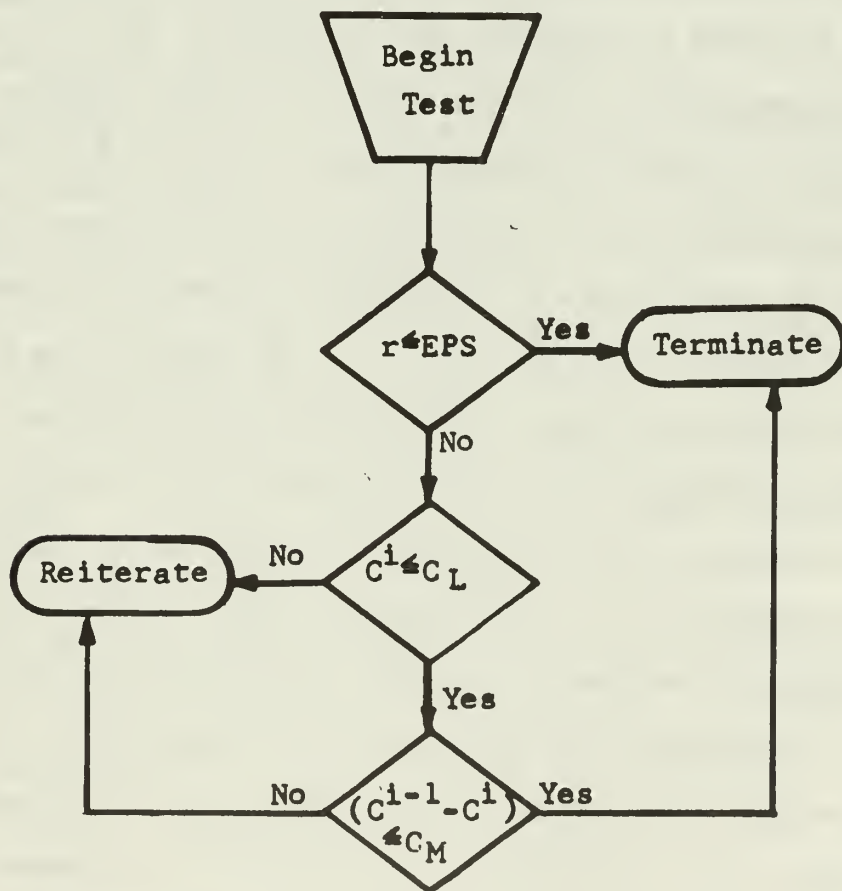 Begin
Test
r≤EPS
Yes
Terminate
No
C^i≤C_L
No
Reiterate
Yes
(C^{i-1}-C^i)
≤C_M
No
Yes